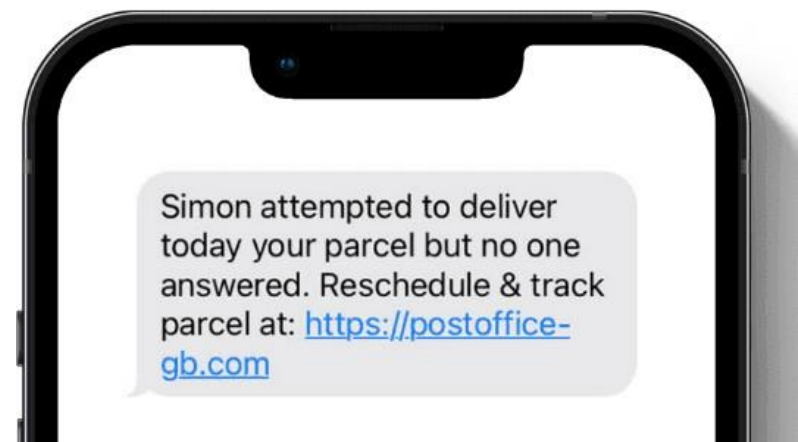 Simon attempted to deliver
today your parcel but no one
answered. Reschedule & track
parcel at: https://postoffice-
gb.com